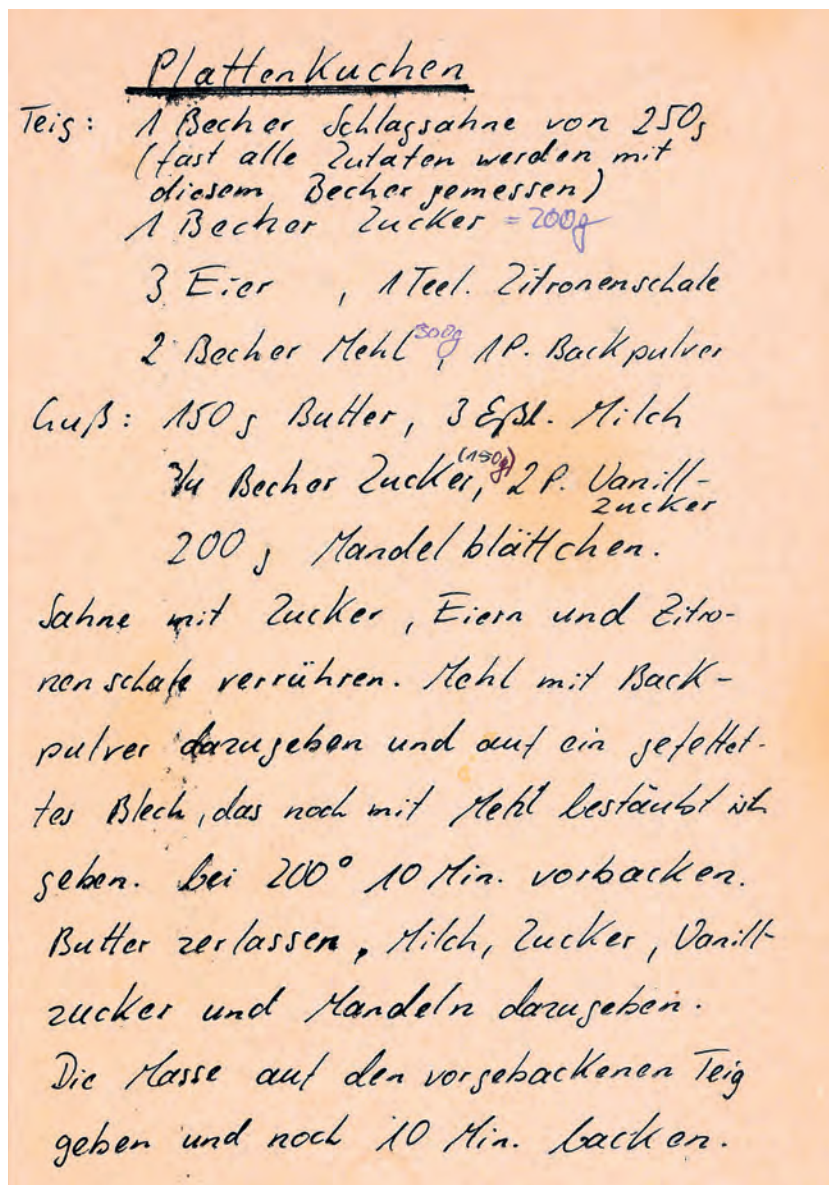 Plattenkuchen
Teig: 1 Becher Schlagsahne von 250g
(fast alle Zutaten werden mit
diesem Becher gemessen)
1 Becher Zucker = 200g
3 Eier , 1 Teel. Zitronenschale
2 Becher Mehl 300g, 1 P. Backpulver
Guß: 150 g Butter, 3 Eßl. Milch
3/4 Becher Zucker, (150g) 2 P. Vanill-
zucker
200 g Mandelblättchen.
Sahne mit Zucker, Eiern und Zitro-
nenschale verrühren. Mehl mit Back-
pulver dazugeben und auf ein gefettet-
tes Blech, das noch mit Mehl bestäubt ist
geben. bei 200° 10 Min. vorbacken.
Butter zerlassen, Milch, Zucker, Vanill-
zucker und Mandeln dazugeben.
Die Masse auf den vorgebackenen Teig
geben und noch 10 Min. backen.